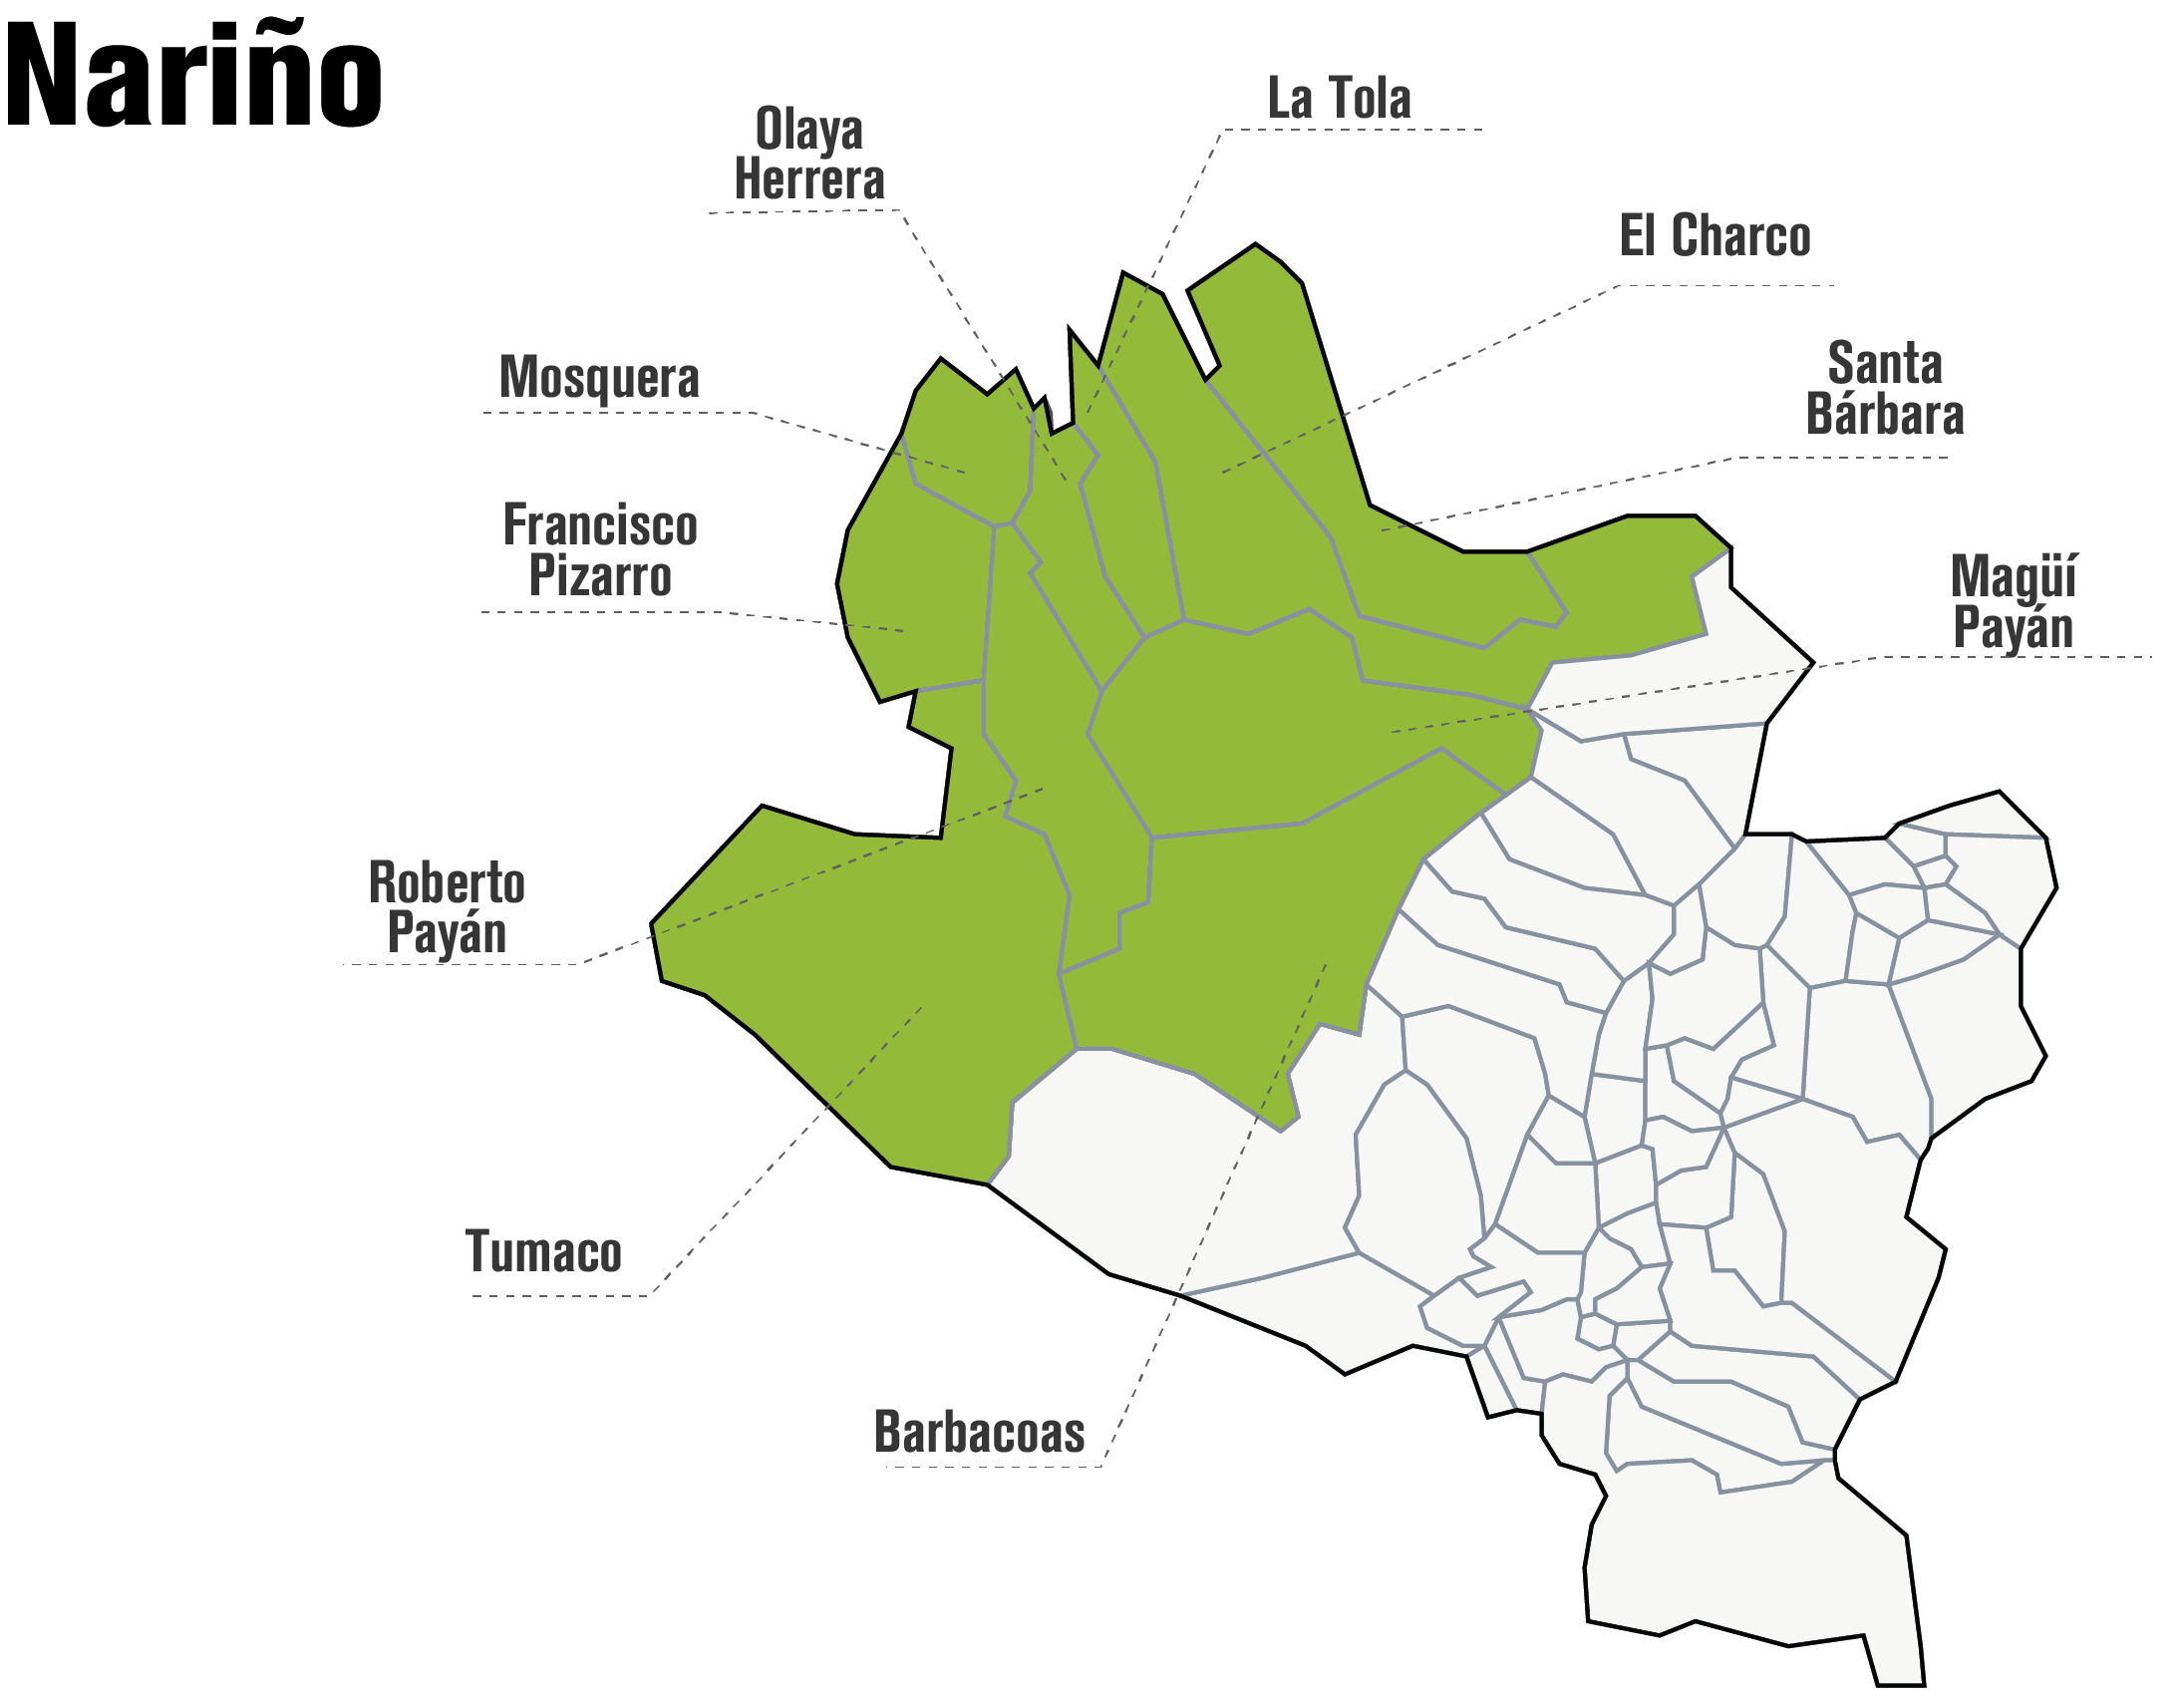 Nariño
La Tola
Olaya
Herrera
El Charco
Santa
Bárbara
Mosquera
Francisco
Pizarro
Magüí
Payán
Roberto
Payán
Tumaco
Barbacoas